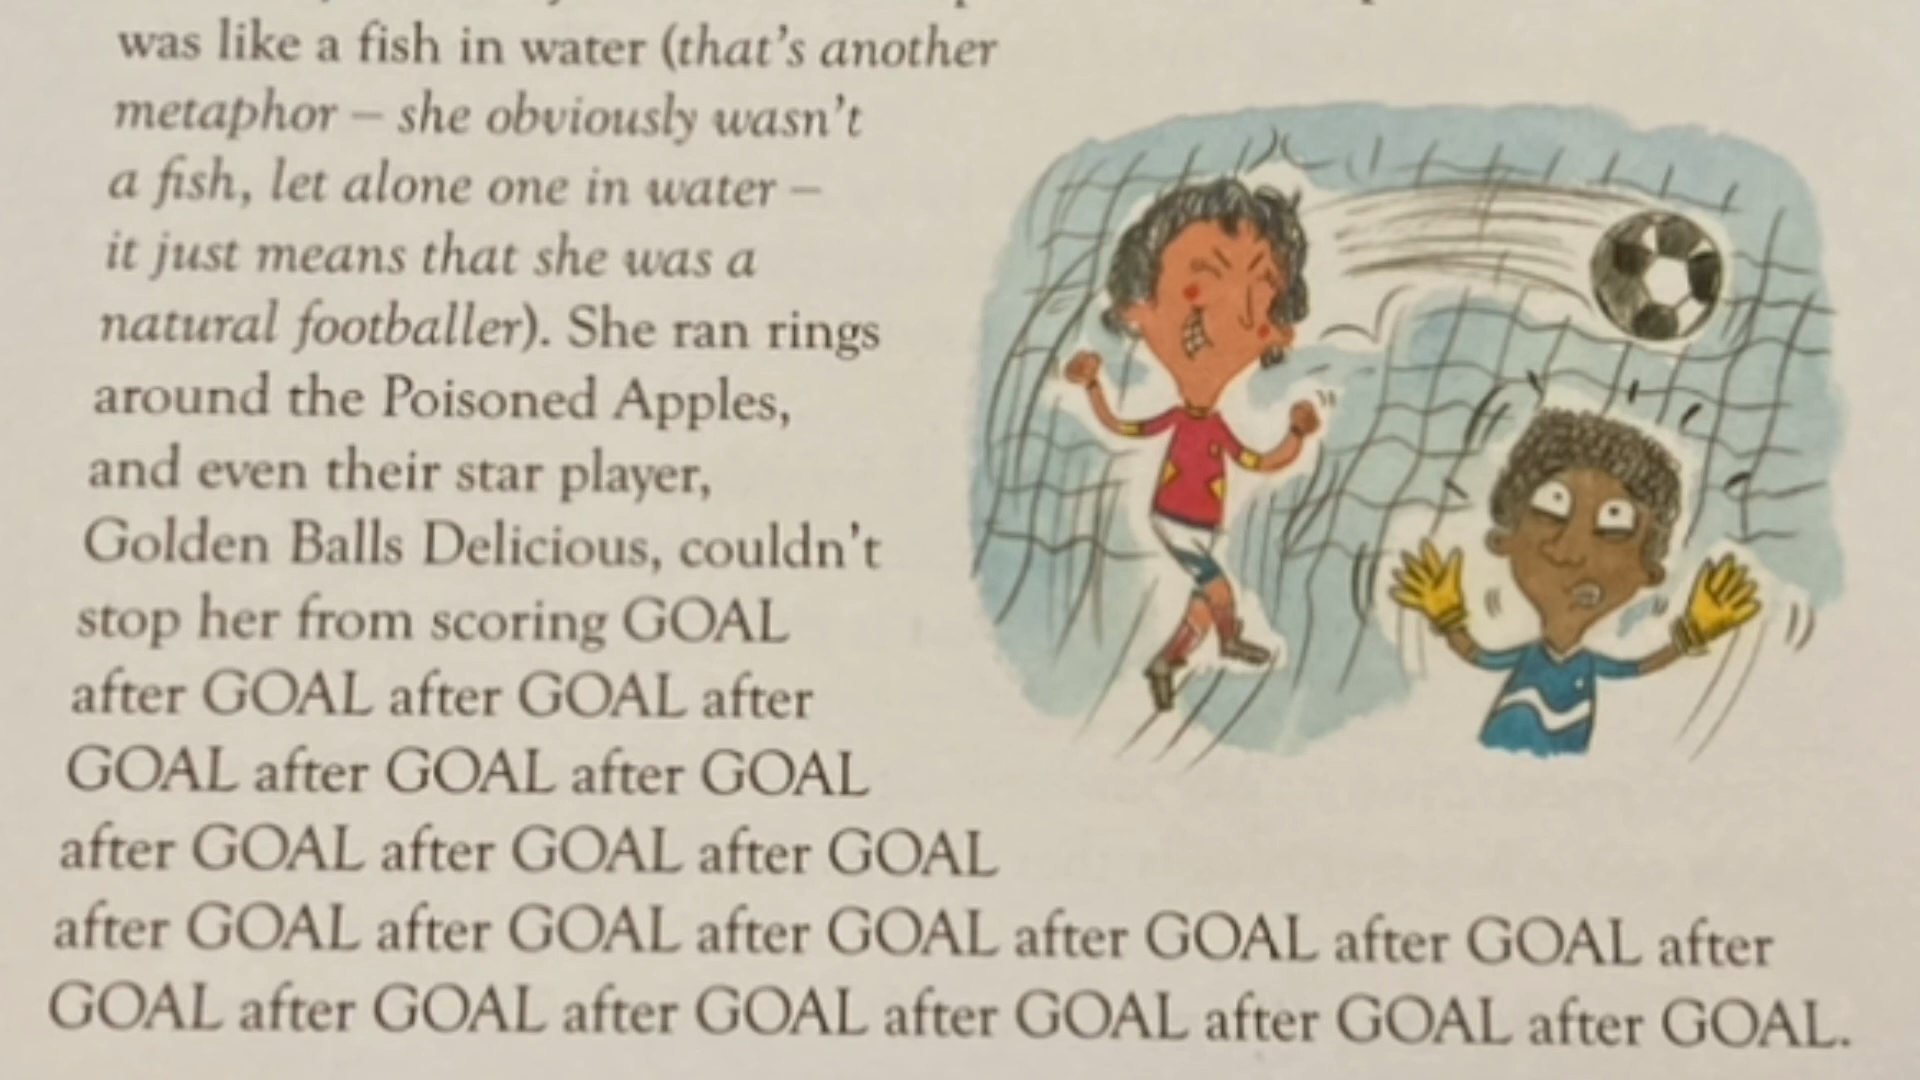 was like a fish in water (that's another
metaphor – she obviously wasn't
a fish, let alone one in water –
it just means that she was a
natural footballer). She ran rings
around the Poisoned Apples,
and even their star player,
Golden Balls Delicious, couldn't
stop her from scoring GOAL
after GOAL after GOAL after
GOAL after GOAL after GOAL
after GOAL after GOAL after GOAL
after GOAL after GOAL after GOAL after GOAL after GOAL after
GOAL after GOAL after GOAL after GOAL after GOAL after GOAL.